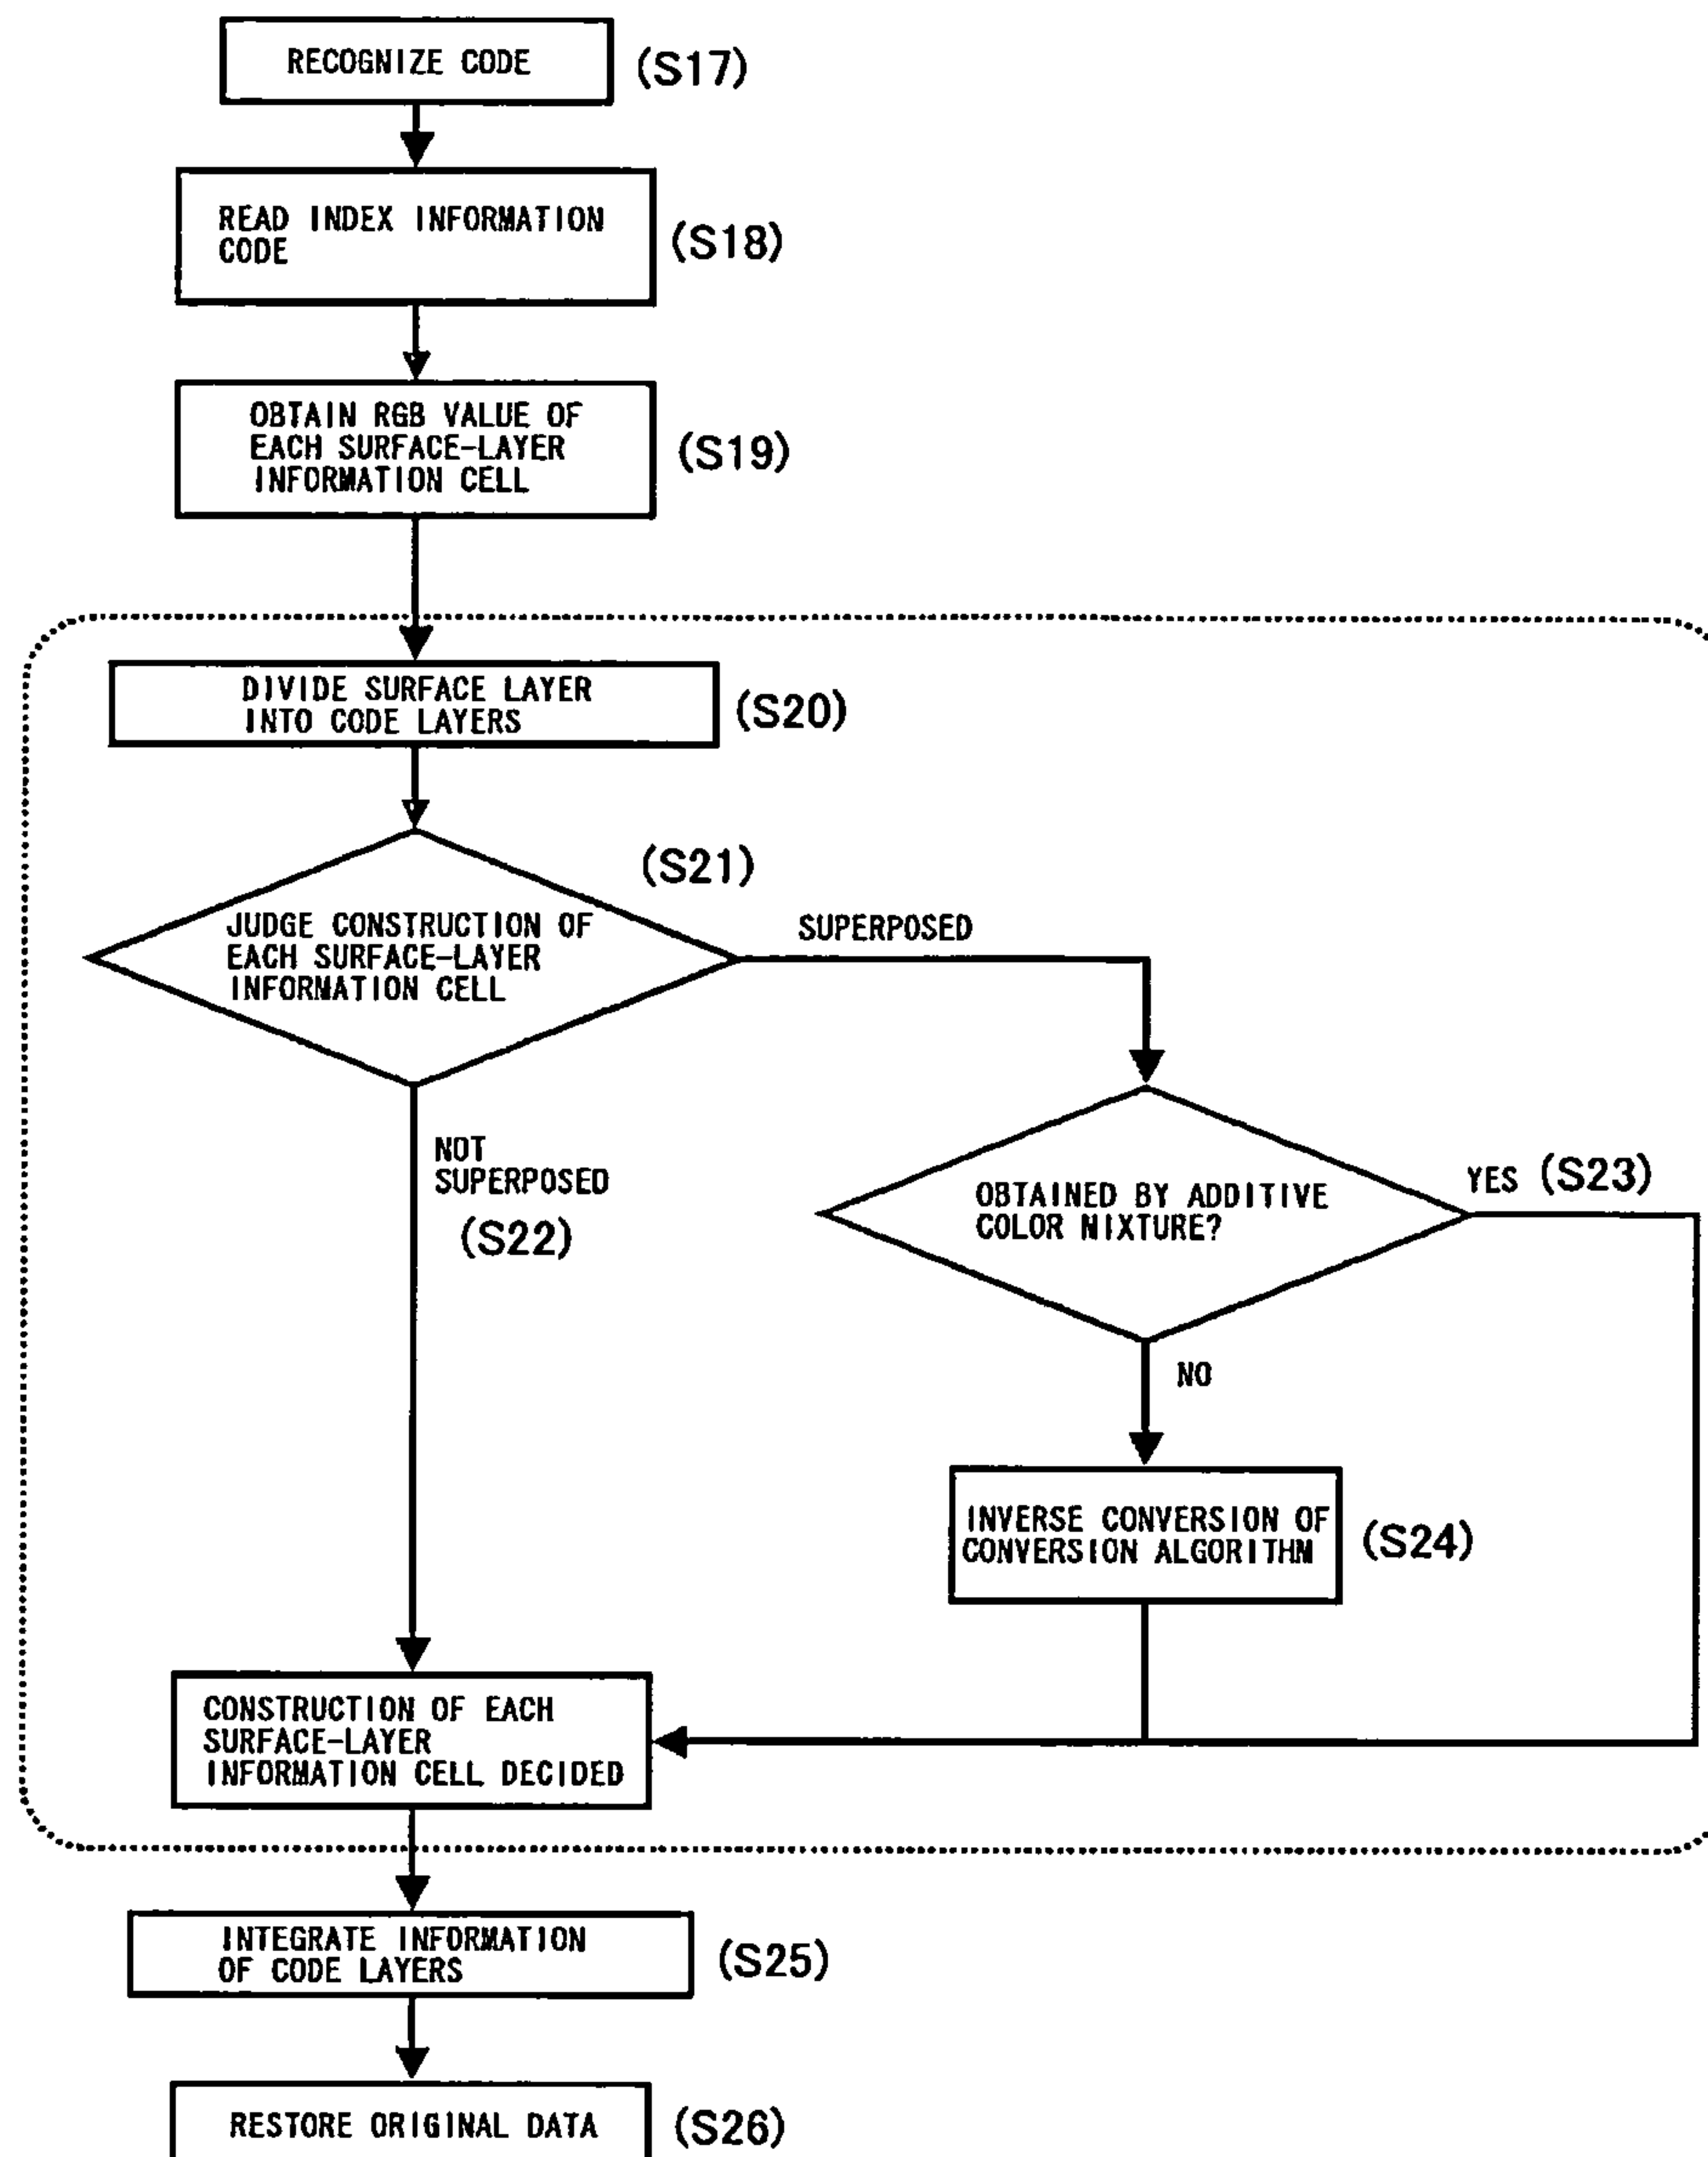 RECOGNIZE CODE
(S17)
READ INDEX INFORMATION
CODE
(S18)
OBTAIN RGB VALUE OF
EACH SURFACE-LAYER
INFORMATION CELL
(S19)
DIVIDE SURFACE LAYER
INTO CODE LAYERS
(S20)
(S21)
JUDGE CONSTRUCTION OF
EACH SURFACE-LAYER
INFORMATION CELL
SUPERPOSED
NOT
SUPERPOSED
(S22)
OBTAINED BY ADDITIVE
COLOR NIXTURE?
YES (S23)
NO
INVERSE CONVERSION OF
CONVERSION ALGORITHM
(S24)
CONSTRUCTION OF EACH
SURFACE-LAYER
INFORMATION CELL DECIDED
INTEGRATE INFORMATION
OF CODE LAYERS
(S25)
RESTORE ORIGINAL DATA
(S26)